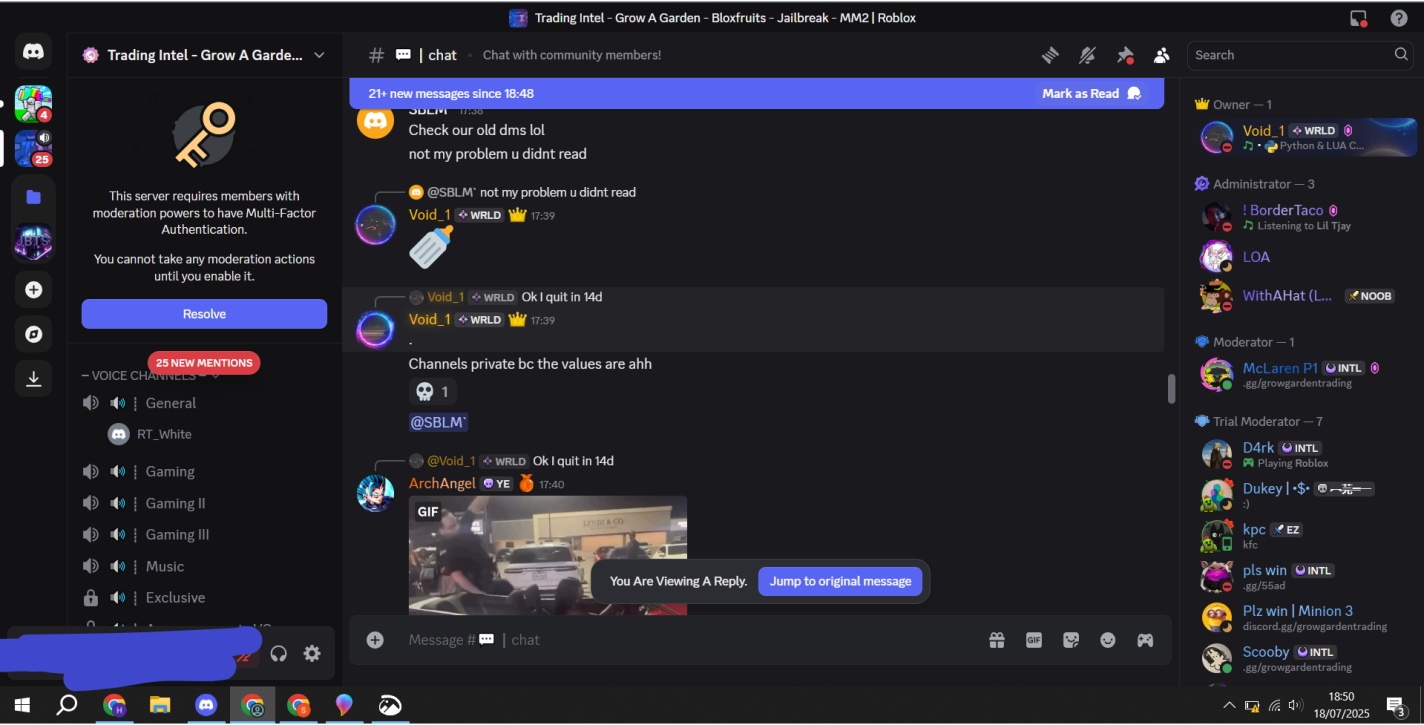 Trading Intel - Grow A Garden - Bloxfruits - Jailbreak - MM2 | Roblox
4
25
Trading Intel - Grow A Garde...
This server requires members with
moderation powers to have Multi-Factor
Authentication.
You cannot take any moderation actions
until you enable it.
Resolve
25 NEW MENTIONS
– VOICE CHANNELS –
General
RT_White
Gaming
Gaming II
Gaming III
Music
Exclusive
# | chat
Chat with community members!
Search
21+ new messages since 18:48
Mark as Read
SBLM` 17:38
Check our old dms lol
not my problem u didnt read
@SBLM` not my problem u didnt read
Void_1 WRLD 17:39
Void_1 WRLD Ok I quit in 14d
Void_1 WRLD 17:39
.
Channels private bc the values are ahh
1
@SBLM`
@Void_1 WRLD Ok I quit in 14d
ArchAngel YE 17:40
GIF
You Are Viewing A Reply.
Jump to original message
Message # | chat
GIF
Owner — 1
Void_1 WRLD
Python & LUA C...
Administrator — 3
! BorderTaco
Listening to Lil Tjay
LOA
WithAHat (L... NOOB
Moderator — 1
McLaren P1 INTL
.gg/growgardentrading
Trial Moderator — 7
D4rk INTL
Playing Roblox
Dukey | •$•
:)
kpc EZ
kfc
pls win INTL
.gg/55ad
Plz win | Minion 3
discord.gg/growgardentrading
Scooby INTL
.gg/growgardentrading
H
S
18:50
18/07/2025
3